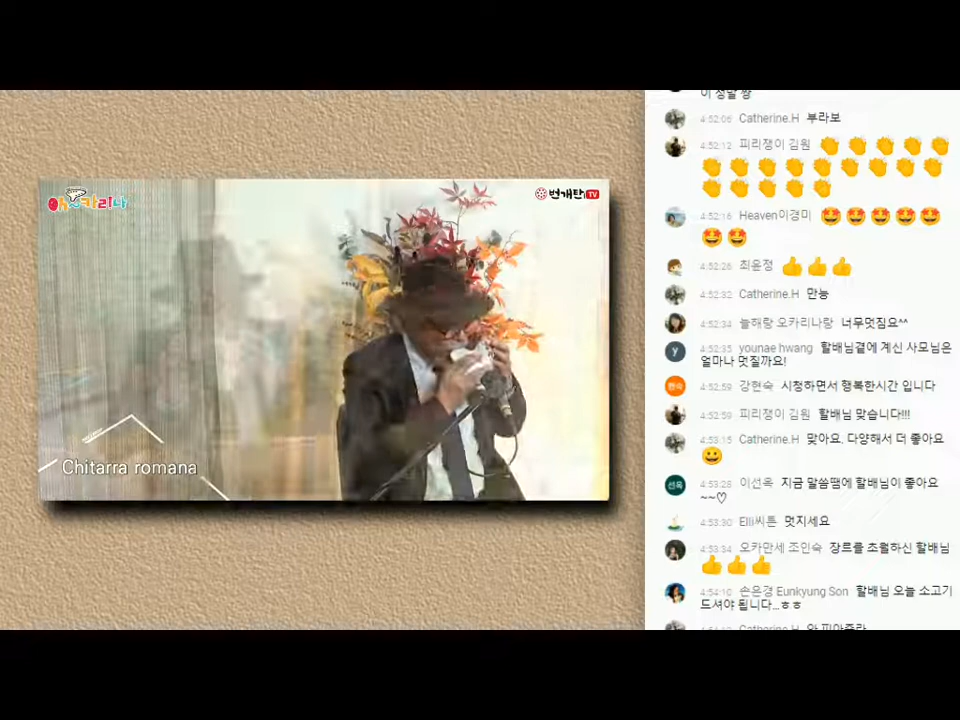 아~카리나
번개탄TV
Chitarra romana
이 정말 짱
4:52:06 Catherine.H 부라보
4:52:12 피리쟁이 김원
4:52:16 Heaven이경미
4:52:26 최윤정
4:52:32 Catherine.H 만능
4:52:34 늘해랑 오카리나랑 너무멋짐요^^
y
4:52:35 younae hwang 할배님곁에 계신 사모님은
얼마나 멋질까요!
현숙
4:52:59 강현숙 시청하면서 행복한시간 입니다
4:52:59 피리쟁이 김원 할배님 맞습니다!!!
4:53:15 Catherine.H 맞아요. 다양해서 더 좋아요
선옥
4:53:28 이선옥 지금 말씀땜에 할배님이 좋아요
~~♡
4:53:30 Elli씨튼 멋지세요
4:53:34 오카만세 조인숙 장르를 초월하신 할배님
4:54:10 손은경 Eunkyung Son 할배님 오늘 소고기
드셔야 됩니다...ㅎㅎ
Catherine.H